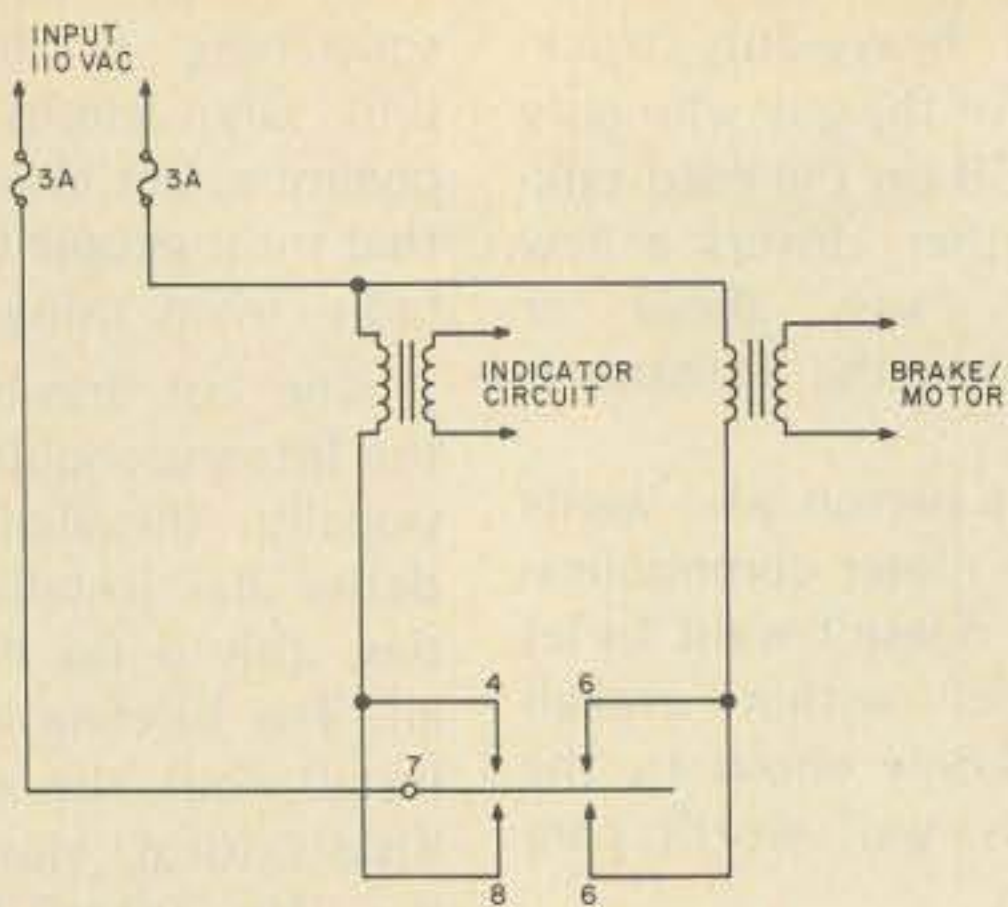 INPUT
110 VAC
3A
3A
INDICATOR
CIRCUIT
BRAKE/
MOTOR
4
6
7
8
6